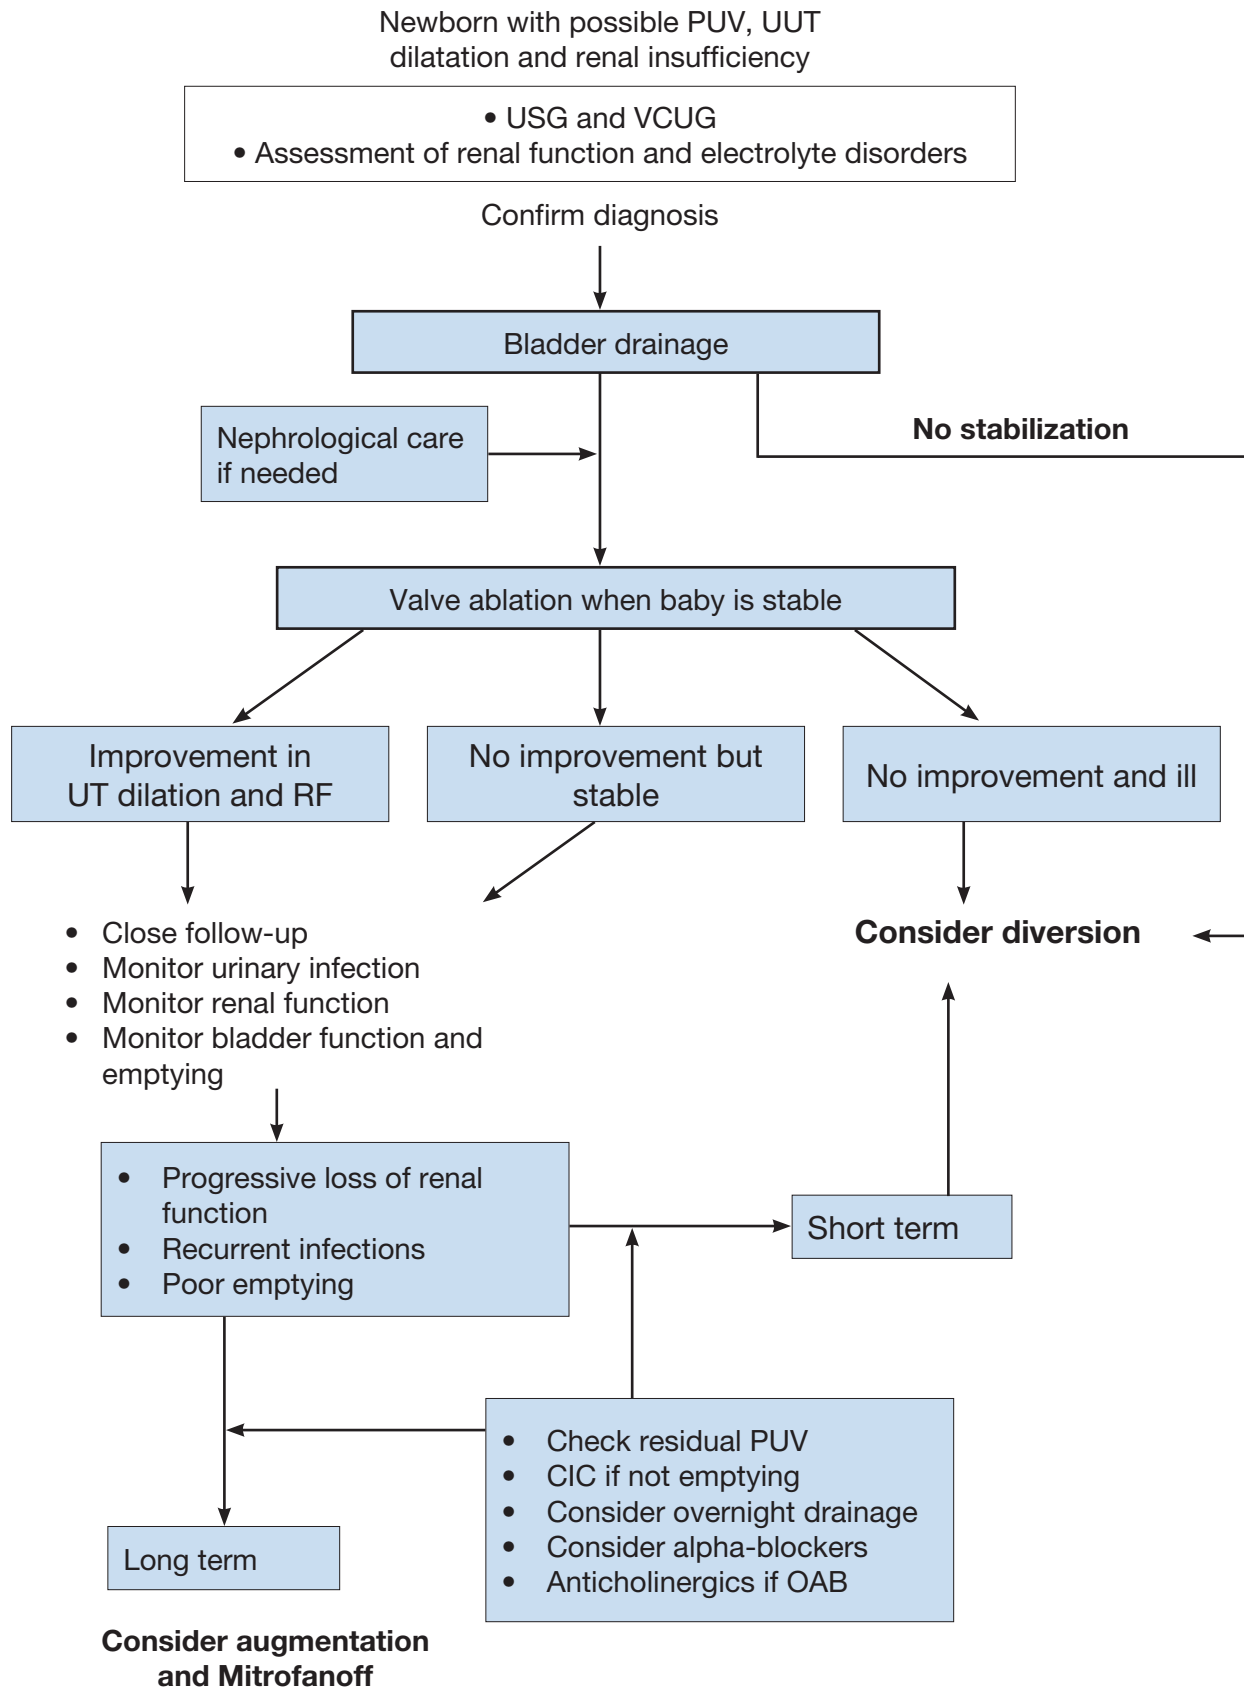 Newborn with possible PUV, UUT
dilatation and renal insufficiency
• USG and VCUG
• Assessment of renal function and electrolyte disorders
Confirm diagnosis
Bladder drainage
Nephrological care
if needed
No stabilization
Valve ablation when baby is stable
Improvement in
UT dilation and RF
No improvement but
stable
No improvement and ill
• Close follow-up
• Monitor urinary infection
• Monitor renal function
• Monitor bladder function and
emptying
Consider diversion
• Progressive loss of renal
function
• Recurrent infections
• Poor emptying
Short term
• Check residual PUV
• CIC if not emptying
• Consider overnight drainage
• Consider alpha-blockers
• Anticholinergics if OAB
Long term
Consider augmentation
and Mitrofanoff